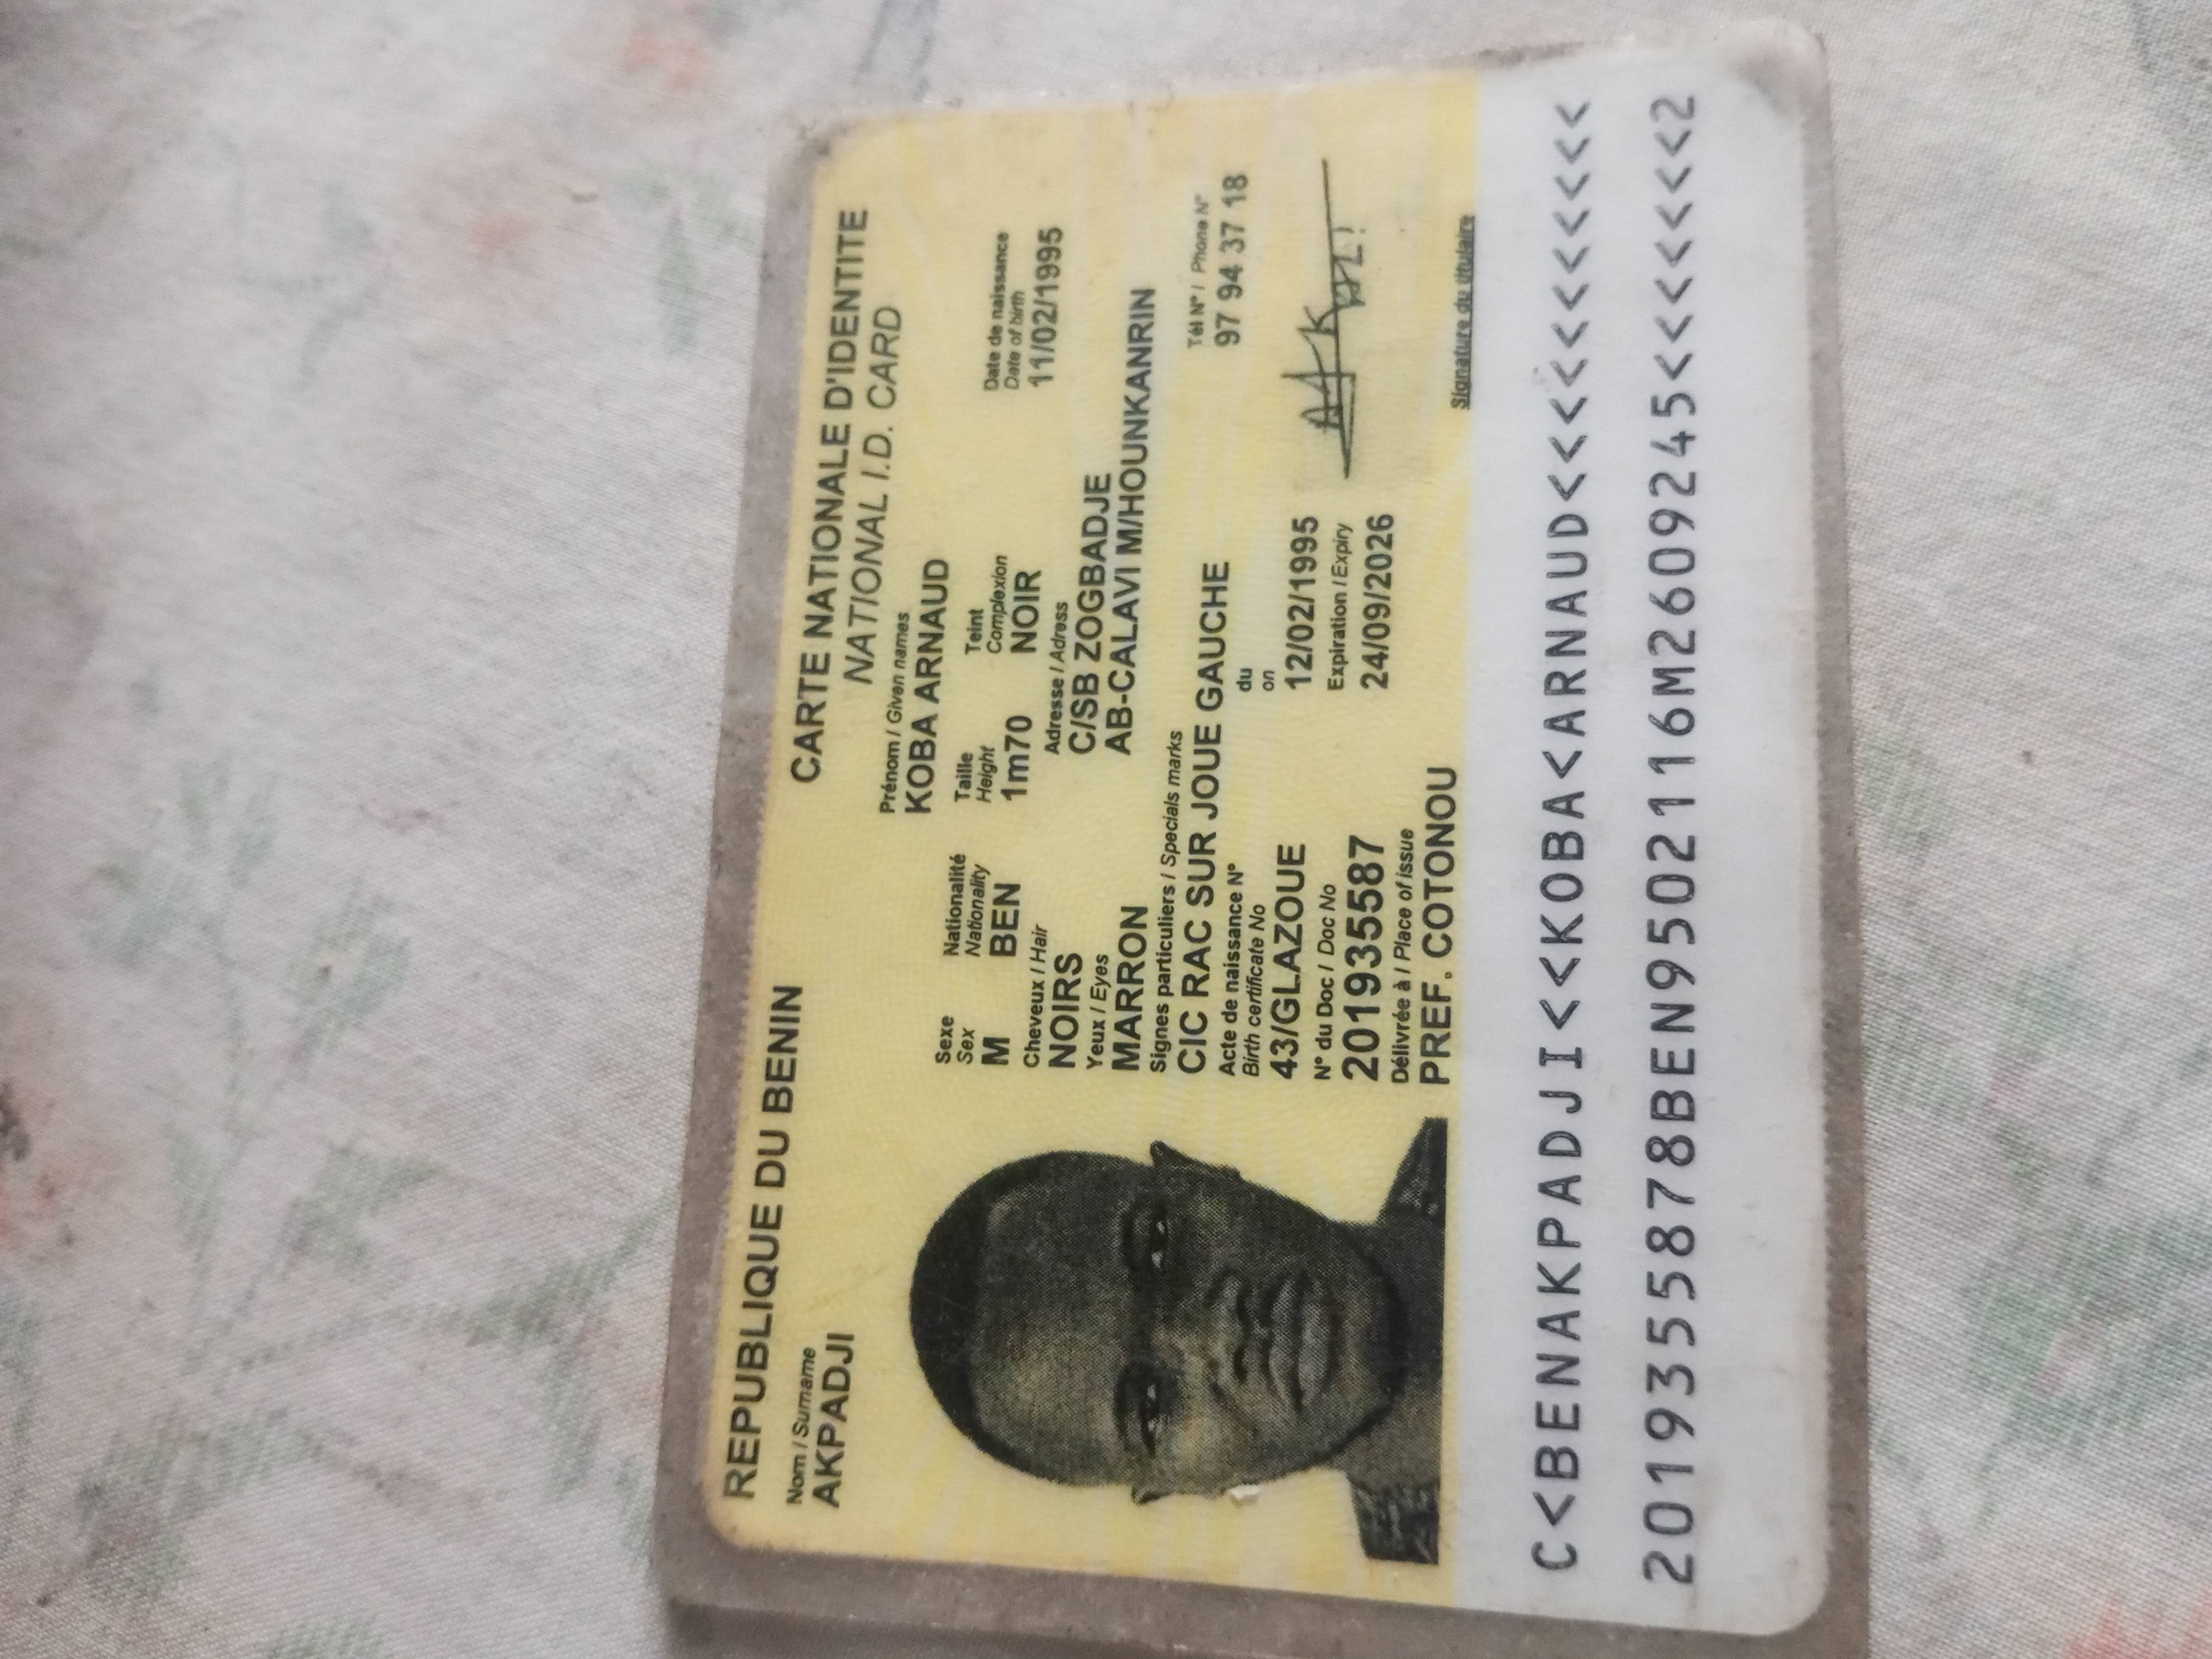 REPUBLIQUE DU BENIN
CARTE NATIONALE D'IDENTITE
NATIONAL I.D. CARD
Nom / Surname
AKPADJI
Prénom / Given names
KOBA ARNAUD
Sexe
Sex
M
Nationalité
Nationality
BEN
Taille
Height
1m70
Teint
Complexion
NOIR
Date de naissance
Date of birth
11/02/1995
Cheveux / Hair
NOIRS
Adresse / Adress
C/SB ZOGBADJE
AB-CALAVI M/HOUNKANRIN
Yeux / Eyes
MARRON
Signes particuliers / Specials marks
CIC RAC SUR JOUE GAUCHE
Tél N° / Phone N°
97 94 37 18
Acte de naissance N°
Birth certificate No
43/GLAZOUE
du
on
12/02/1995
N° du Doc / Doc No
201935587
Expiration / Expiry
24/09/2026
Délivrée à / Place of issue
PREF. COTONOU
Signature du titulaire
C<BENAKPADJI<<KOBA<ARNAUD<<<<<<<<<<<
2019355878BEN9502116M2609245<<<<<<<2